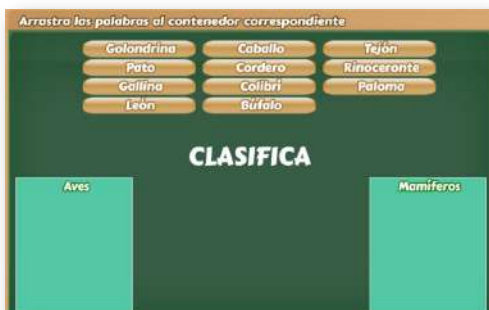 Arrastra las palabras al contenedor correspondiente
Golondrina Caballo Tejón
Pato Cordero Rinoceronte
Gallina Colibrí Paloma
León Búfalo
CLASIFICA
Aves Mamíferos